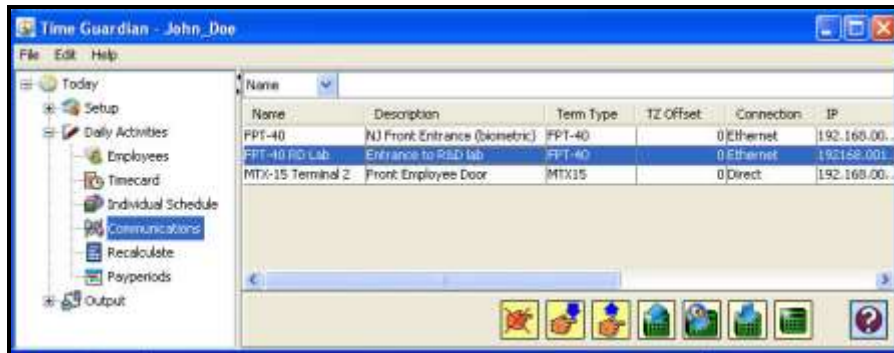 Time Guardian - John_Doe
File Edit Help
Today
Setup
Daily Activities
Employees
Timecard
Individual Schedule
Communications
Recalculate
Payperiods
Output
Name
Name Description Term Type TZ Offset Connection IP
FPT-40 NJ Front Entrance (biometric) FPT-40 0 Ethernet 192.168.00...
FPT-40 RD Lab Entrance to R&D lab FPT-40 0 Ethernet 192168.001...
MTX-15 Terminal 2 Front Employee Door MTX15 0 Direct 192.168.00...